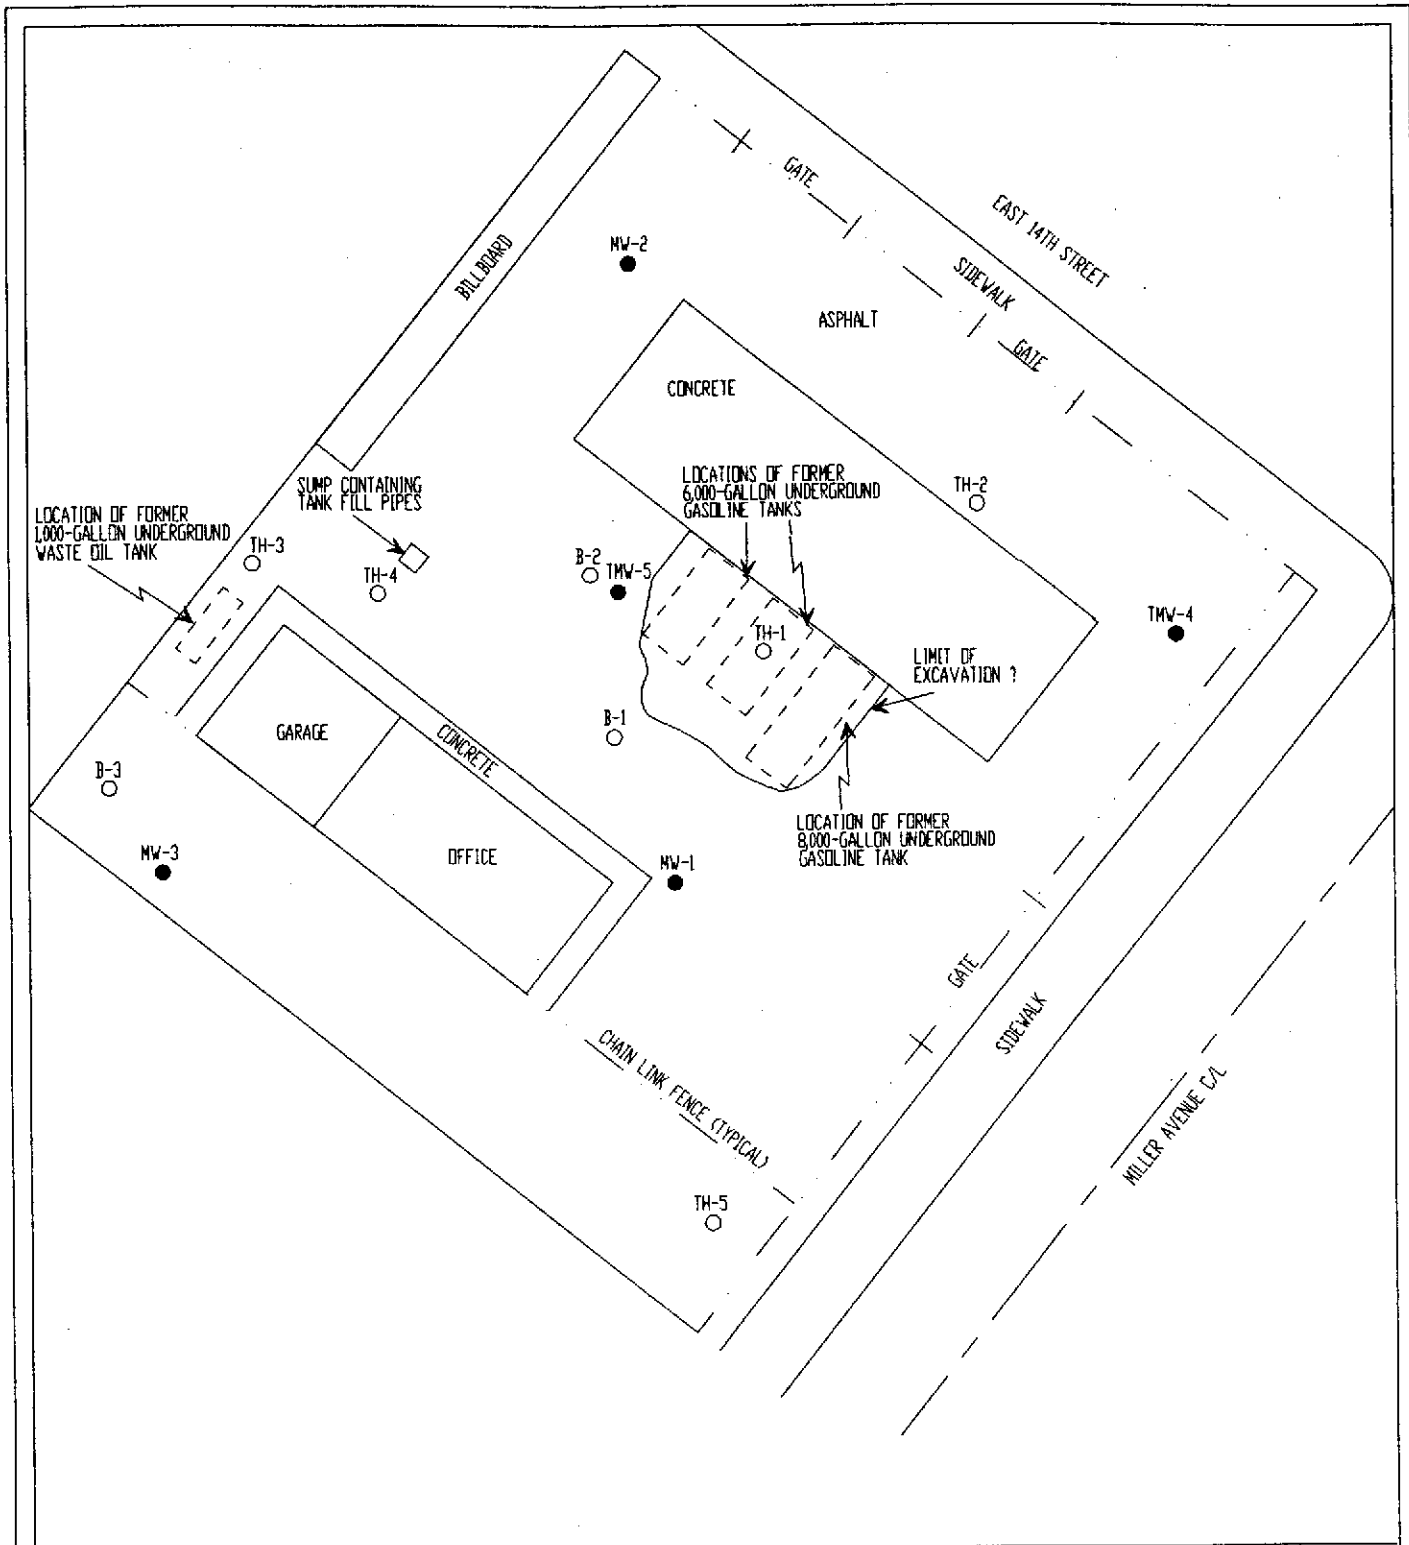 GATE
EAST 14TH STREET
MW-2
BILLBOARD
SIDEWALK
ASPHALT
GATE
CONCRETE
LOCATIONS OF FORMER
6,000-GALLON UNDERGROUND
GASOLINE TANKS
SUMP CONTAINING
TANK FILL PIPES
TH-2
LOCATION OF FORMER
1,000-GALLON UNDERGROUND
WASTE OIL TANK
TH-3
TH-4
B-2
TMW-5
TMW-4
TH-1
LIMIT OF
EXCAVATION ?
B-1
GARAGE
CONCRETE
B-3
LOCATION OF FORMER
8,000-GALLON UNDERGROUND
GASOLINE TANK
MW-3
OFFICE
MW-1
GATE
SIDEWALK
CHAIN LINK FENCE (TYPICAL)
MILLER AVENUE C/L
TH-5